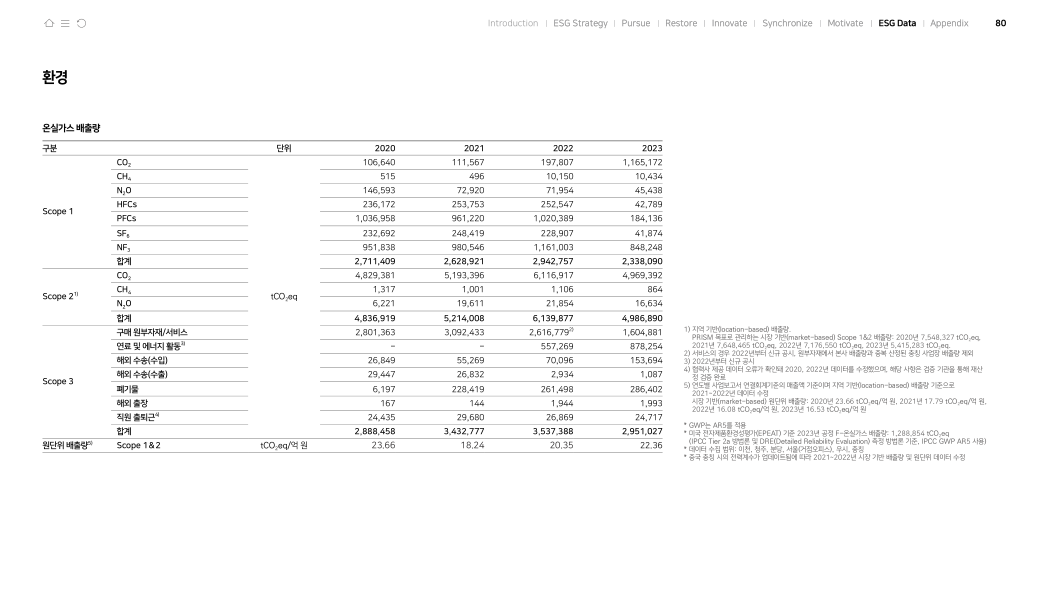 Introduction | ESG Strategy | Pursue | Restore | Innovate | Synchronize | Motivate | ESG Data | Appendix 80
환경
온실가스 배출량
구분 단위 2020 2021 2022 2023
Scope 1 CO₂ tCO₂eq 106,640 111,567 197,807 1,165,172
CH₄ 515 496 10,150 10,434
N₂O 146,593 72,920 71,954 45,438
HFCs 236,172 253,753 252,547 42,789
PFCs 1,036,958 961,220 1,020,389 184,136
SF₆ 232,692 248,419 228,907 41,874
NF₃ 951,838 980,546 1,161,003 848,248
합계 2,711,409 2,628,921 2,942,757 2,338,090
Scope 2¹⁾ CO₂ 4,829,381 5,193,396 6,116,917 4,969,392
CH₄ 1,317 1,001 1,106 864
N₂O 6,221 19,611 21,854 16,634
합계 4,836,919 5,214,008 6,139,877 4,986,890
Scope 3 구매 원부자재/서비스 2,801,363 3,092,433 2,616,779²⁾ 1,604,881
연료 및 에너지 활동³⁾ – – 557,269 878,254
해외 수송(수입) 26,849 55,269 70,096 153,694
해외 수송(수출) 29,447 26,832 2,934 1,087
폐기물 6,197 228,419 261,498 286,402
해외 출장 167 144 1,944 1,993
직원 출퇴근⁴⁾ 24,435 29,680 26,869 24,717
합계 2,888,458 3,432,777 3,537,388 2,951,027
원단위 배출량⁵⁾ Scope 1&2 tCO₂eq/억 원 23.66 18.24 20.35 22.36
1) 지역 기반(location-based) 배출량.
PRISM 목표로 관리하는 시장 기반(market-based) Scope 1&2 배출량: 2020년 7,548,327 tCO₂eq,
2021년 7,648,465 tCO₂eq, 2022년 7,176,550 tCO₂eq, 2023년 5,415,283 tCO₂eq.
2) 서비스의 경우 2022년부터 신규 공시, 원부자재에서 본사 배출량과 중복 산정된 충칭 사업장 배출량 제외
3) 2022년부터 신규 공시
4) 협력사 제공 데이터 오류가 확인돼 2020, 2022년 데이터를 수정했으며, 해당 사항은 검증 기관을 통해 재산
정 검증 완료
5) 연도별 사업보고서 연결회계기준의 매출액 기준이며 지역 기반(location-based) 배출량 기준으로
2021~2022년 데이터 수정
시장 기반(market-based) 원단위 배출량: 2020년 23.66 tCO₂eq/억 원, 2021년 17.79 tCO₂eq/억 원,
2022년 16.08 tCO₂eq/억 원, 2023년 16.53 tCO₂eq/억 원
* GWP는 AR5를 적용
* 미국 전자제품환경성평가(EPEAT) 기준 2023년 공정 F-온실가스 배출량: 1,288,854 tCO₂eq
(IPCC Tier 2a 방법론 및 DRE(Detailed Reliability Evaluation) 측정 방법론 기준, IPCC GWP AR5 사용)
* 데이터 수집 범위: 이천, 청주, 분당, 서울(거점오피스), 우시, 충칭
* 중국 충칭 시의 전력계수가 업데이트됨에 따라 2021~2022년 시장 기반 배출량 및 원단위 데이터 수정